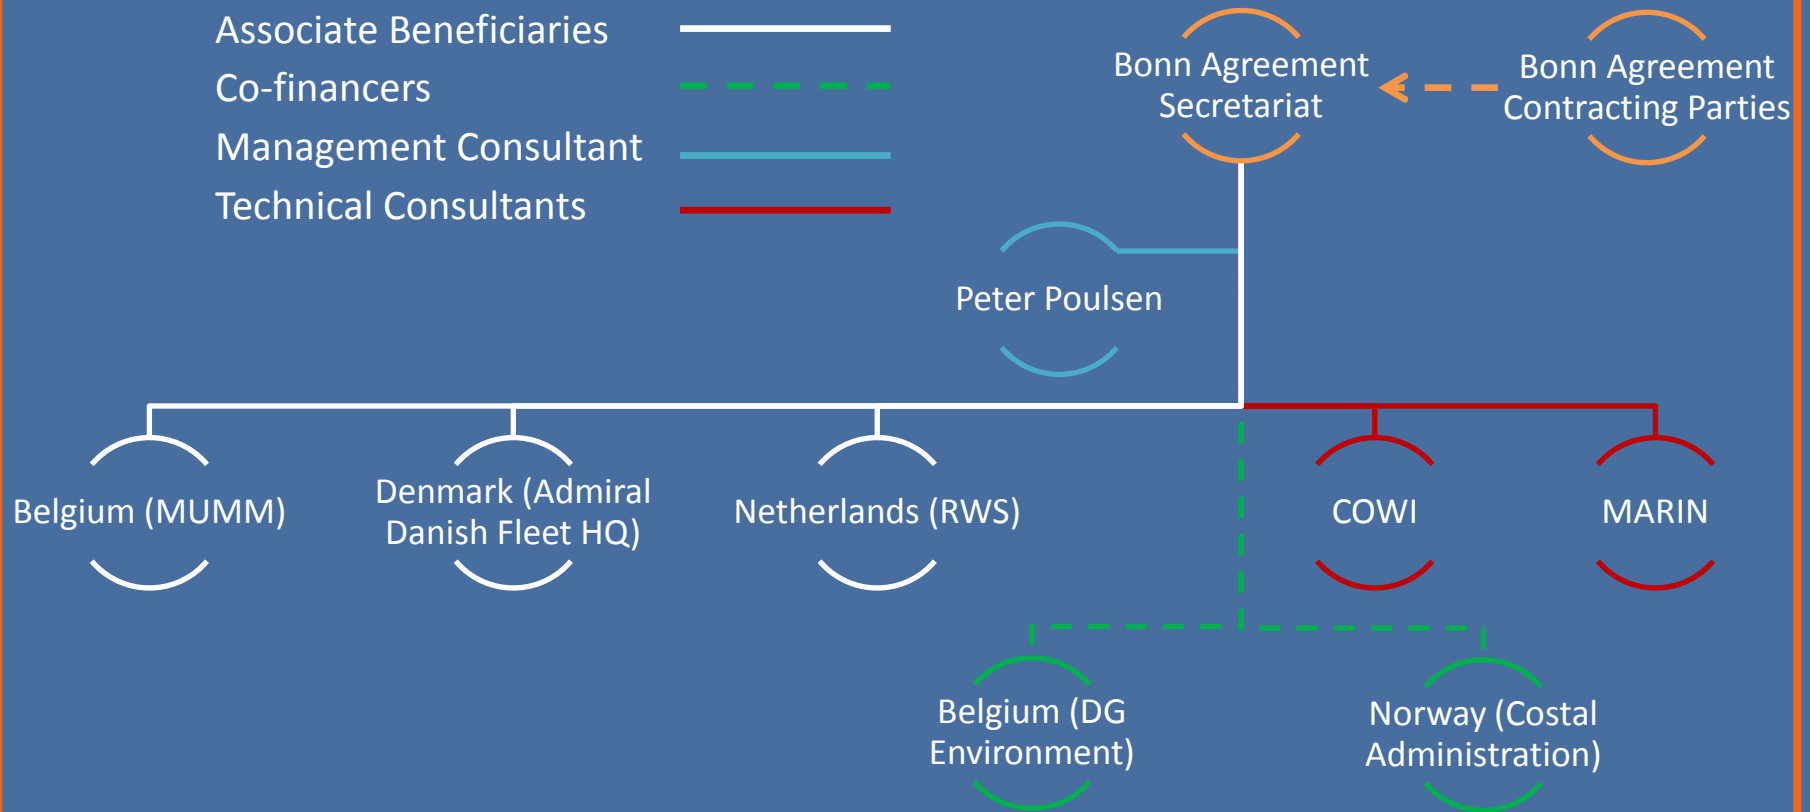 Associate Beneficiaries
Co-financers
Management Consultant
Technical Consultants
Bonn Agreement
Secretariat
Bonn Agreement
Contracting Parties
Peter Poulsen
Belgium (MUMM)
Denmark (Admiral
Danish Fleet HQ)
Netherlands (RWS)
COWI
MARIN
Belgium (DG
Environment)
Norway (Costal
Administration)